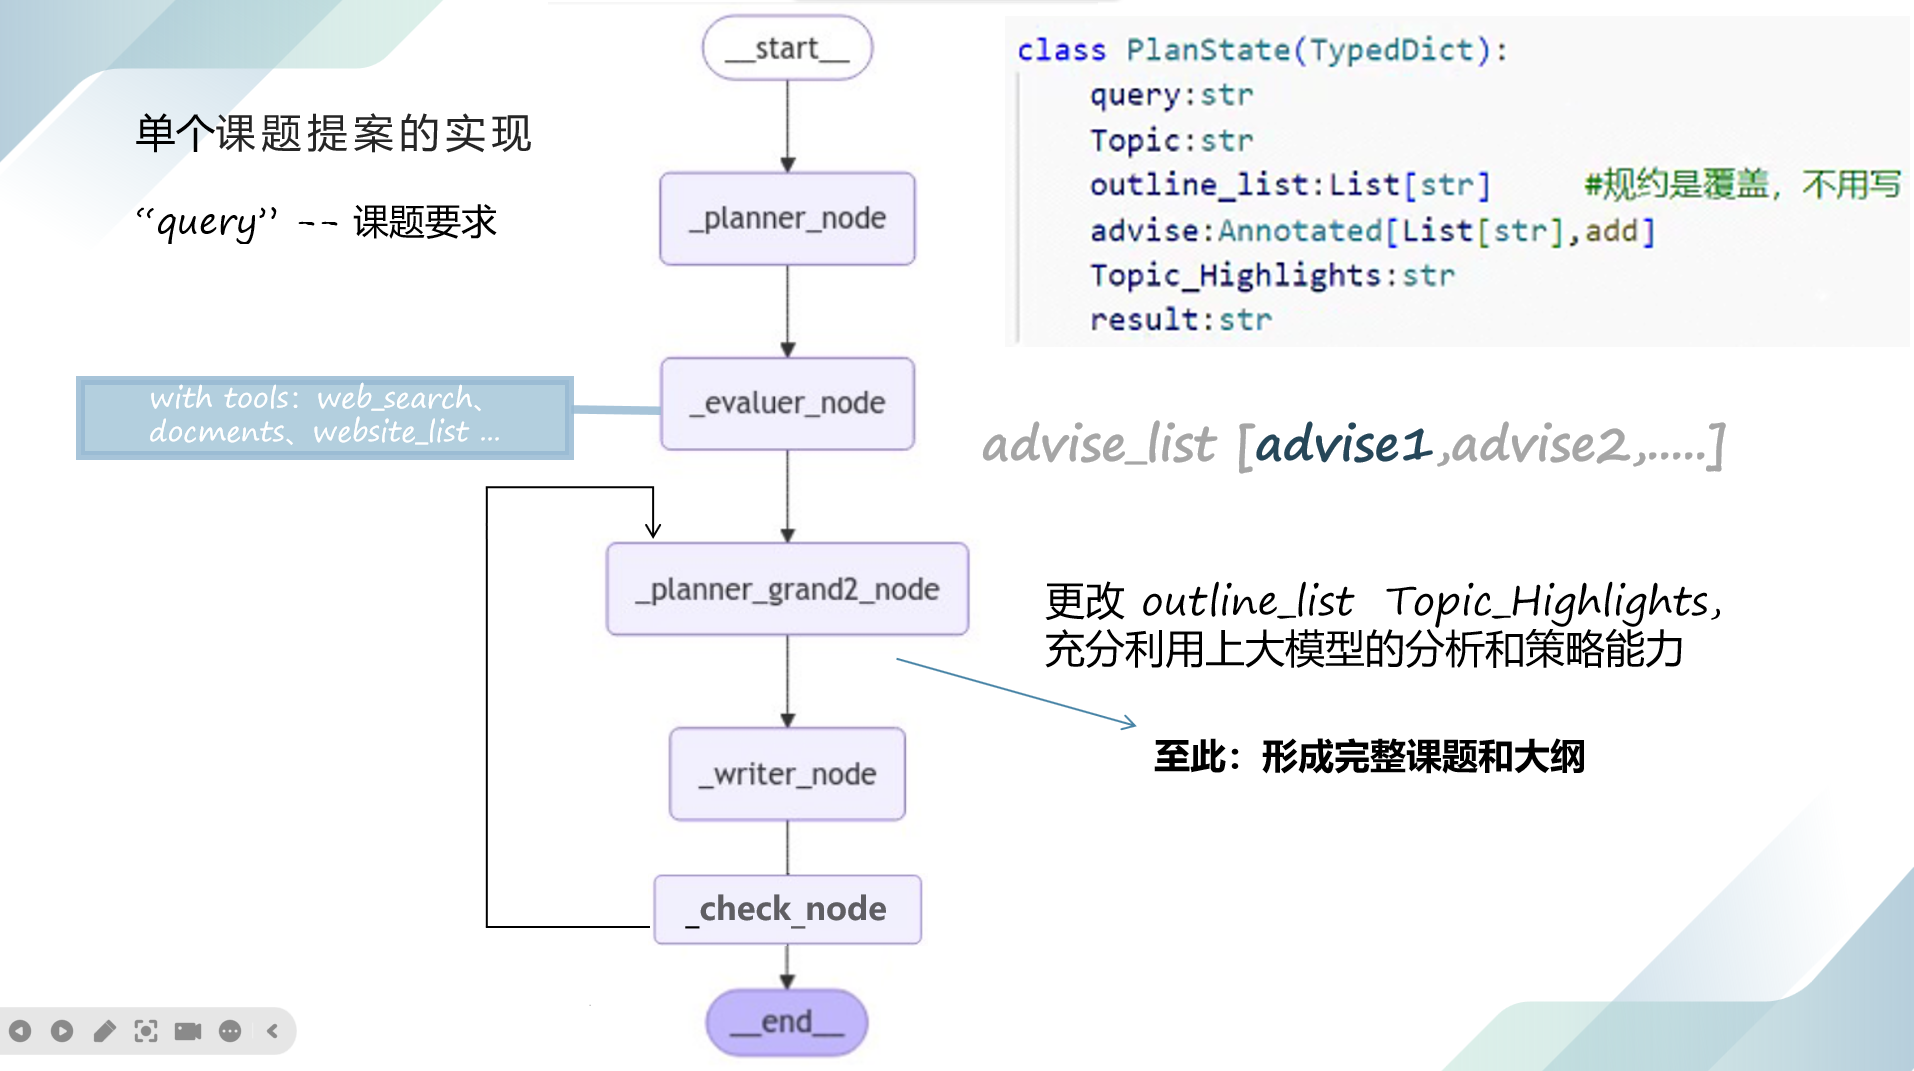 单个课题提案的实现
“query” -- 课题要求
__start__
_planner_node
_evaluer_node
with tools: web_search、
docments、website_list ...
_planner_grand2_node
_writer_node
_check_node
__end__
class PlanState(TypedDict):
query:str
Topic:str
outline_list:List[str] #规约是覆盖，不用写
advise:Annotated[List[str],add]
Topic_Highlights:str
result:str
advise_list [advise1,advise2,.....]
更改 outline_list Topic_Highlights,
充分利用上大模型的分析和策略能力
至此：形成完整课题和大纲